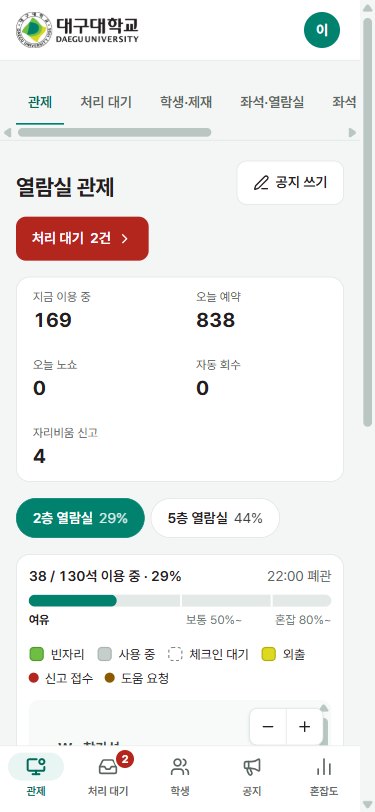 대구대학교
DAEGU UNIVERSITY
이
관제 처리 대기 학생·제재 좌석·열람실 좌석
열람실 관제
공지 쓰기
처리 대기 2건
지금 이용 중 오늘 예약
169 838
오늘 노쇼 자동 회수
0 0
자리비움 신고
4
2층 열람실 29% 5층 열람실 44%
38 / 130석 이용 중 · 29% 22:00 폐관
여유 보통 50%~ 혼잡 80%~
빈자리 사용 중 체크인 대기 외출
신고 접수 도움 요청
− +
2
관제 처리 대기 학생 공지 혼잡도